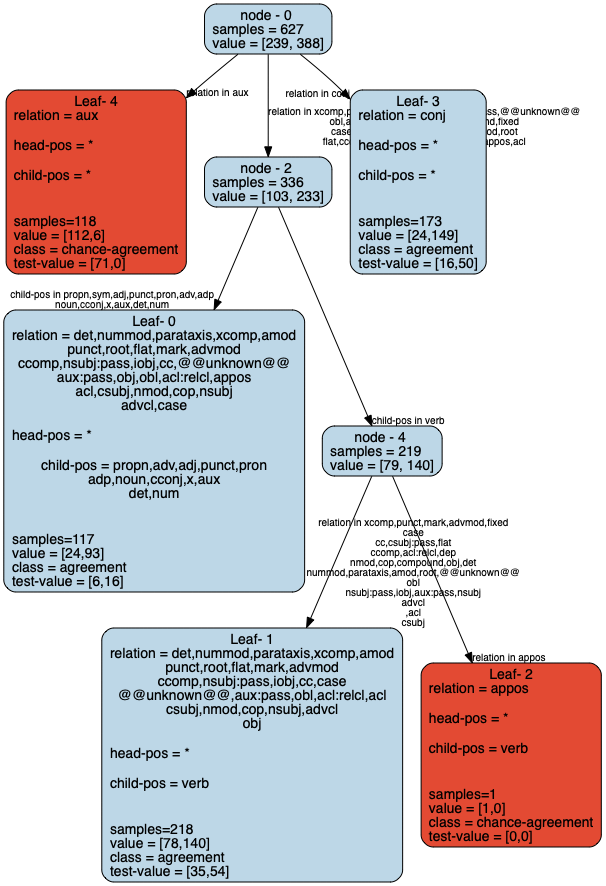 node - 0
samples = 627
value = [239, 388]
relation in aux
relation in conj
relation in xcomp,
ss,@@unknown@@
obl,
nd,fixed
case
mod,root
flat,cc
appos,acl
Leaf- 4
relation = aux
head-pos = *
child-pos = *
samples=118
value = [112,6]
class = chance-agreement
test-value = [71,0]
node - 2
samples = 336
value = [103, 233]
Leaf- 3
relation = conj
head-pos = *
child-pos = *
samples=173
value = [24,149]
class = agreement
test-value = [16,50]
child-pos in propn,sym,adj,punct,pron,adv,adp
noun,cconj,x,aux,det,num
Leaf- 0
relation = det,nummod,parataxis,xcomp,amod
punct,root,flat,mark,advmod
ccomp,nsubj:pass,iobj,cc,@@unknown@@
aux:pass,obj,obl,acl:relcl,appos
acl,csubj,nmod,cop,nsubj
advcl,case
head-pos = *
child-pos = propn,adv,adj,punct,pron
adp,noun,cconj,x,aux
det,num
samples=117
value = [24,93]
class = agreement
test-value = [6,16]
child-pos in verb
node - 4
samples = 219
value = [79, 140]
relation in xcomp,punct,mark,advmod,fixed
case
cc,csubj:pass,flat
ccomp,acl:relcl,dep
nmod,cop,compound,obj,det
nummod,parataxis,amod,root,@@unknown@@
obl
nsubj:pass,iobj,aux:pass,nsubj
advcl
,acl
csubj
relation in appos
Leaf- 1
relation = det,nummod,parataxis,xcomp,amod
punct,root,flat,mark,advmod
ccomp,nsubj:pass,iobj,cc,case
@@unknown@@,aux:pass,obl,acl:relcl,acl
csubj,nmod,cop,nsubj,advcl
obj
head-pos = *
child-pos = verb
samples=218
value = [78,140]
class = agreement
test-value = [35,54]
Leaf- 2
relation = appos
head-pos = *
child-pos = verb
samples=1
value = [1,0]
class = chance-agreement
test-value = [0,0]